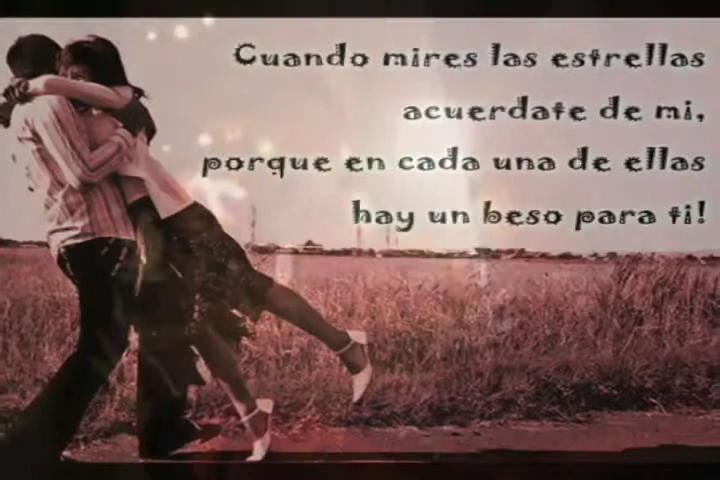 Cuando mires las estrellas
acuerdate de mi,
porque en cada una de ellas
hay un beso para ti!